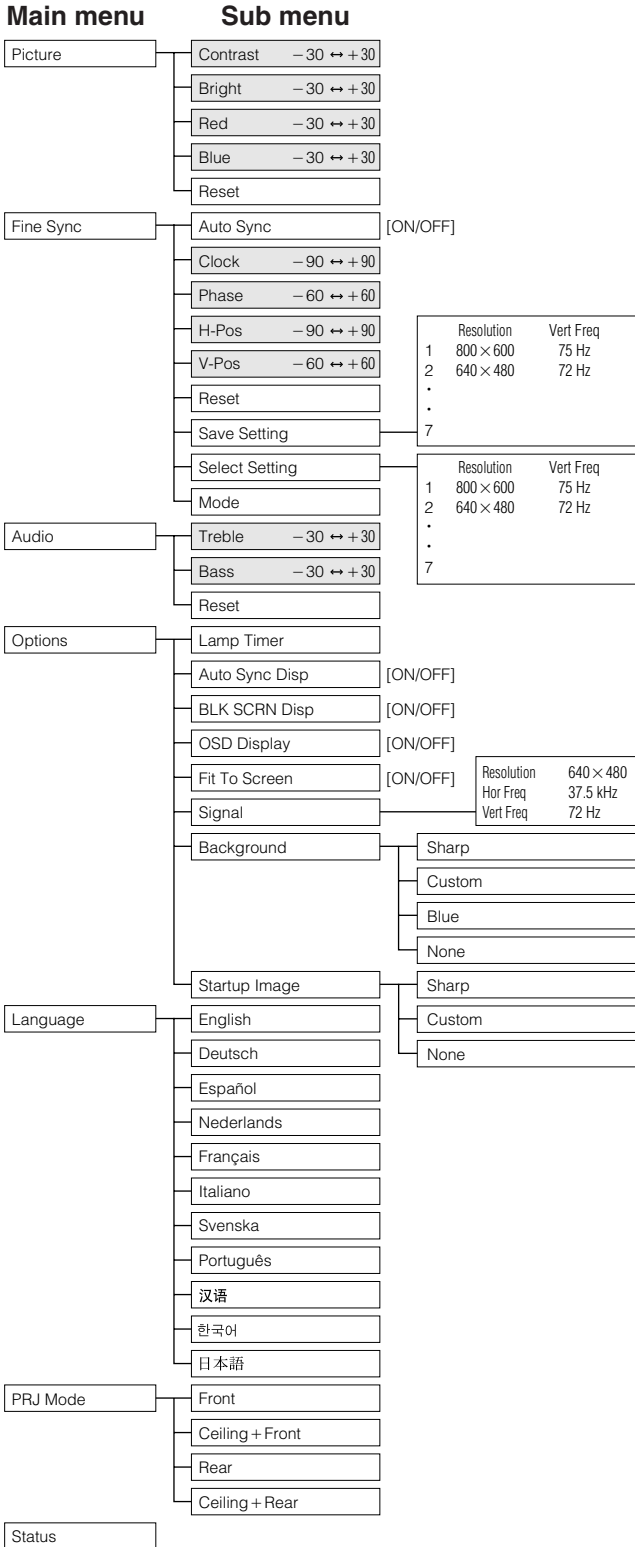 Main menu Sub menu
Picture
Contrast －30 ↔ ＋30
Bright －30 ↔ ＋30
Red －30 ↔ ＋30
Blue －30 ↔ ＋30
Reset
Fine Sync
Auto Sync [ON/OFF]
Clock －90 ↔ ＋90
Phase －60 ↔ ＋60
H-Pos －90 ↔ ＋90
V-Pos －60 ↔ ＋60
Reset
Save Setting
Resolution Vert Freq
1 800×600 75 Hz
2 640×480 72 Hz
•
•
7
Select Setting
Resolution Vert Freq
1 800×600 75 Hz
2 640×480 72 Hz
•
•
7
Mode
Audio
Treble －30 ↔ ＋30
Bass －30 ↔ ＋30
Reset
Options
Lamp Timer
Auto Sync Disp [ON/OFF]
BLK SCRN Disp [ON/OFF]
OSD Display [ON/OFF]
Fit To Screen [ON/OFF]
Signal
Resolution 640×480
Hor Freq 37.5 kHz
Vert Freq 72 Hz
Background
Sharp
Custom
Blue
None
Startup Image
Sharp
Custom
None
Language
English
Deutsch
Español
Nederlands
Français
Italiano
Svenska
Português
汉语
한국어
日本語
PRJ Mode
Front
Ceiling＋Front
Rear
Ceiling＋Rear
Status